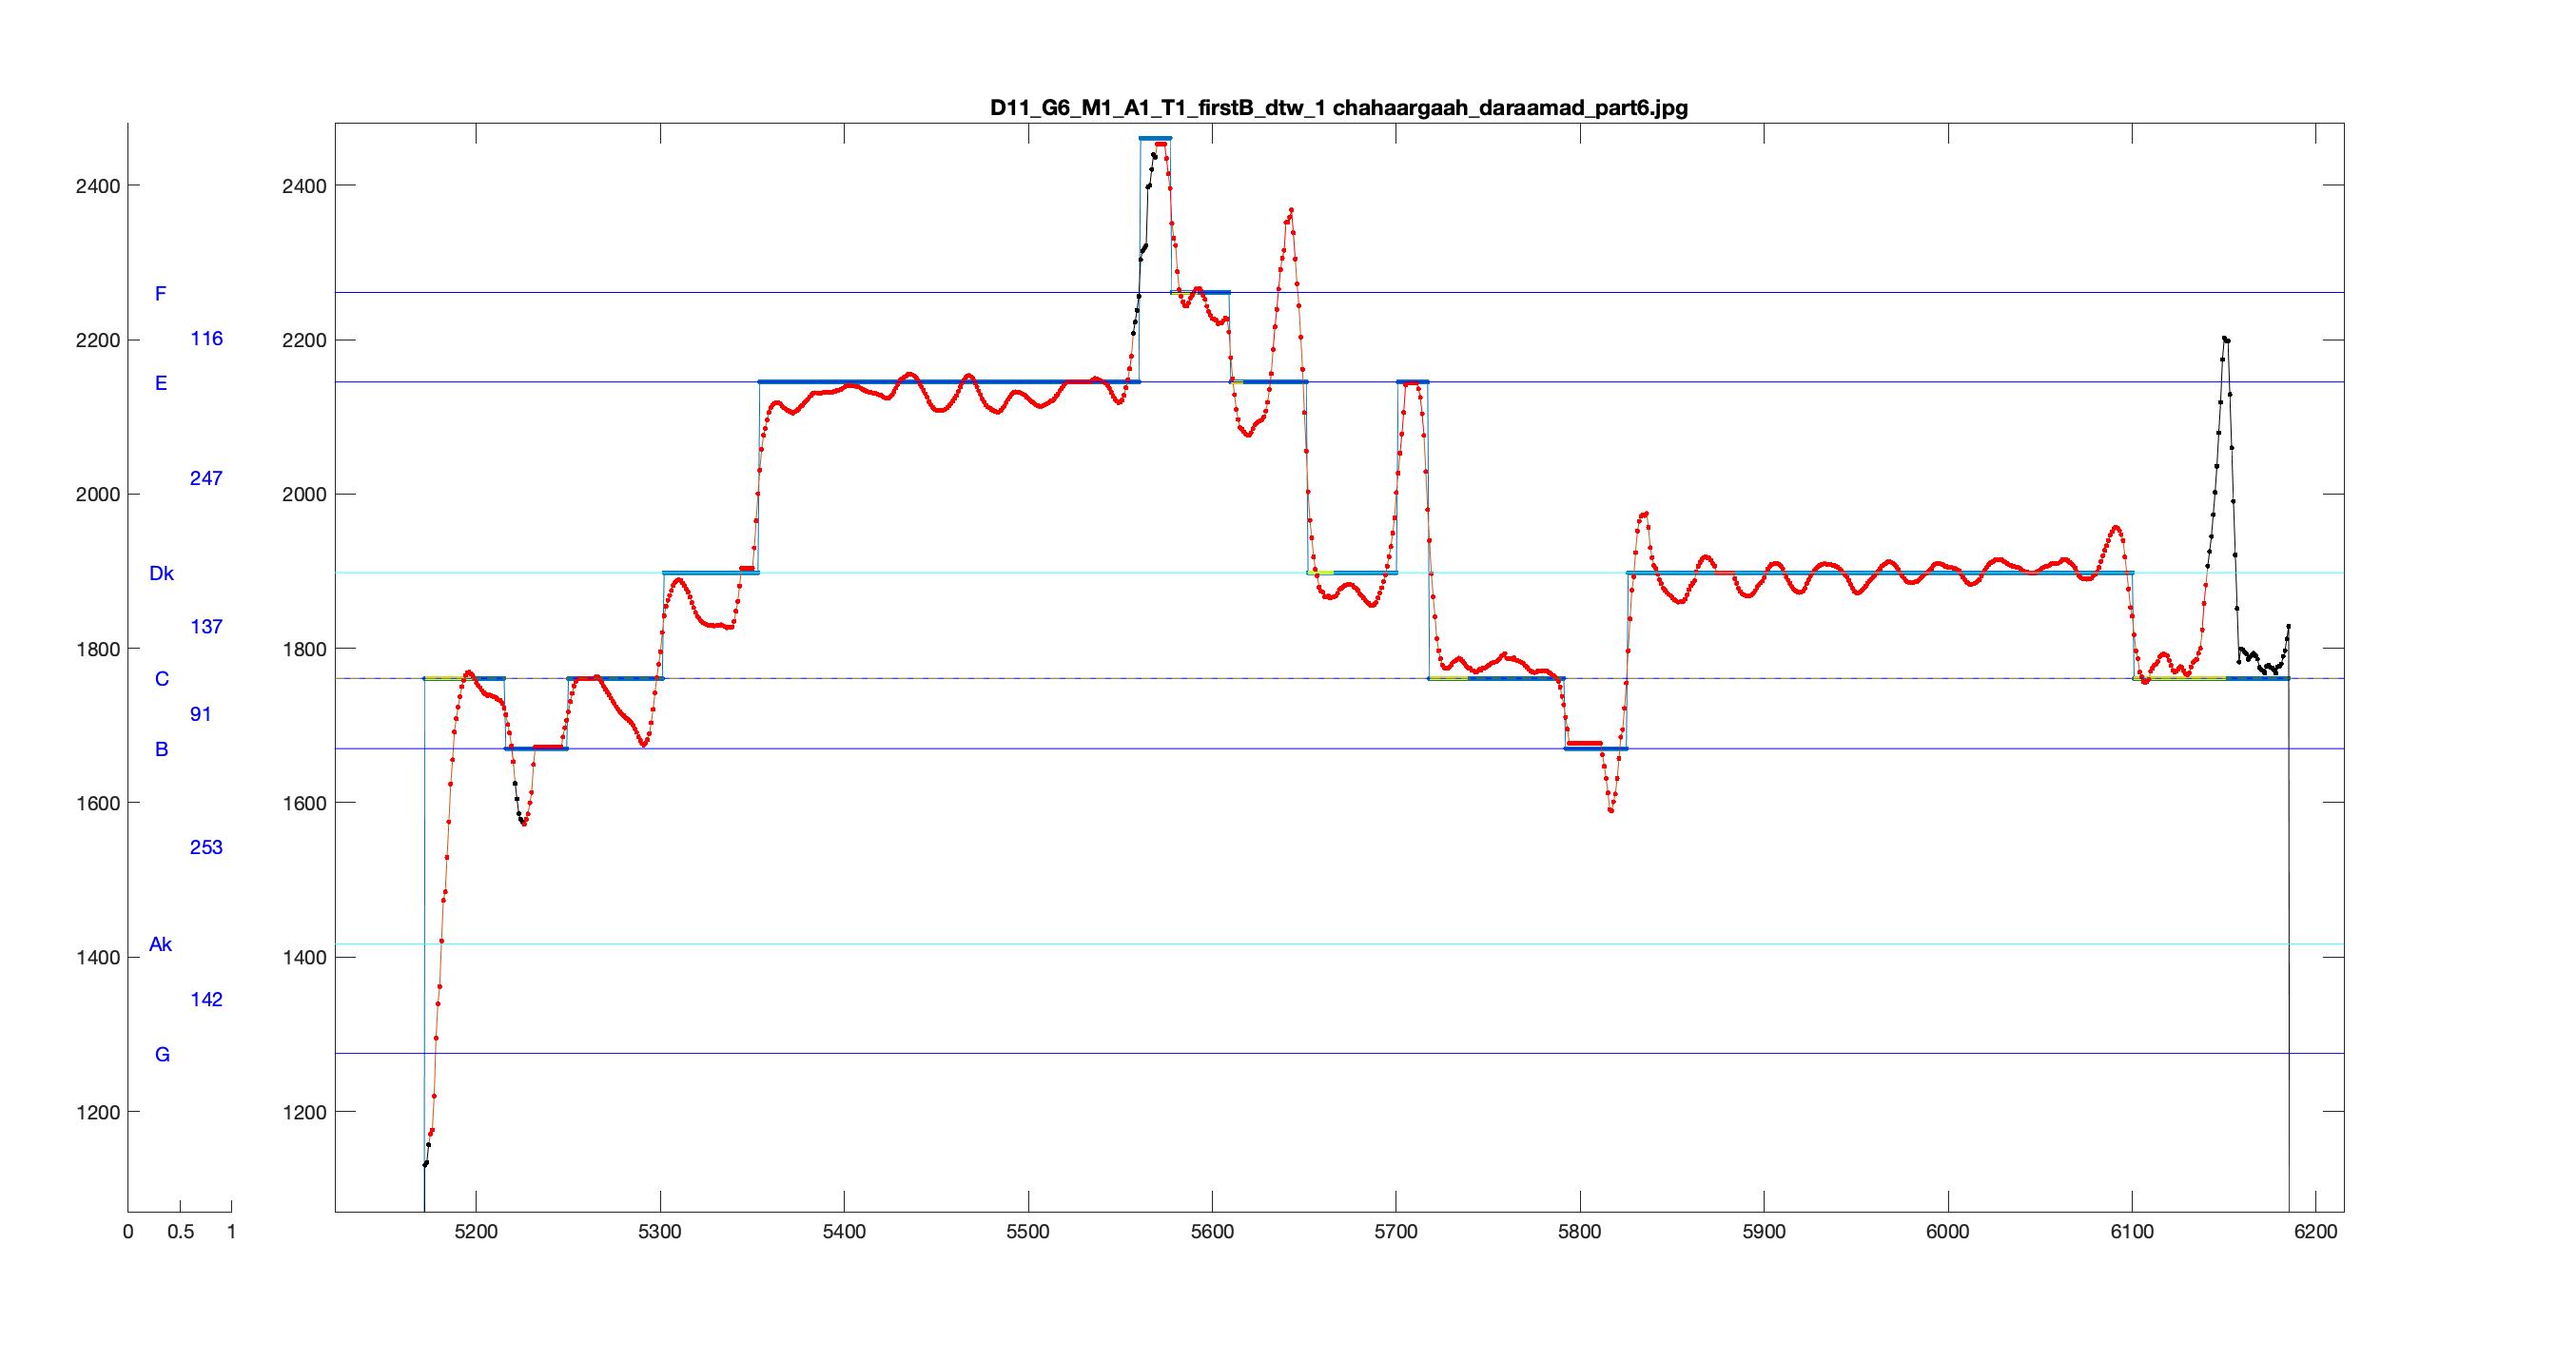 D11_G6_M1_A1_T1_firstB_dtw_1 chahaargaah_daraamad_part6.jpg
2400 2400
F
116
2200 2200
E
247
2000 2000
Dk
137
1800 1800
C
91
B
1600 1600
253
Ak
1400 1400
142
G
1200 1200
0 0.5 1 5200 5300 5400 5500 5600 5700 5800 5900 6000 6100 6200